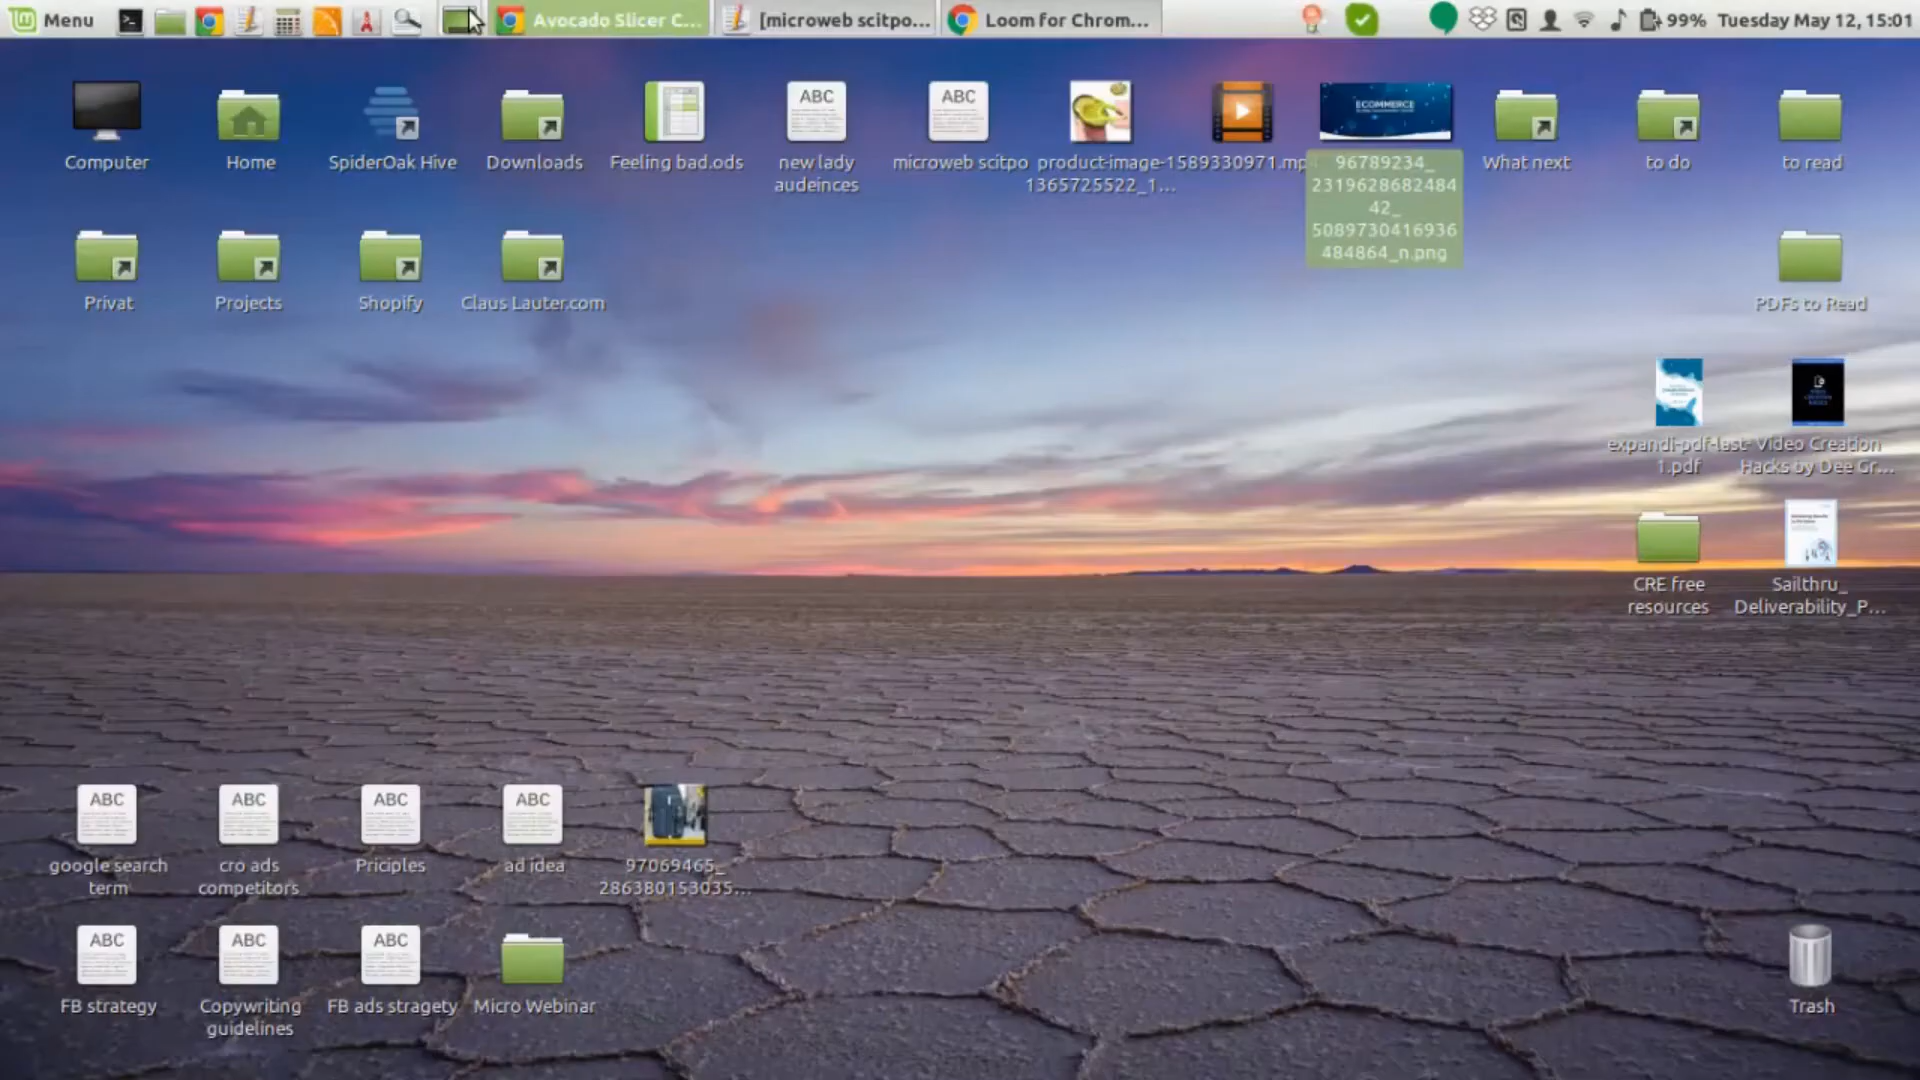 Menu
Avocado Slicer C...
[microweb scitpo...
Loom for Chrom...
99%
Tuesday May 12, 15:01
Computer
Home
SpiderOak Hive
Downloads
Feeling bad.ods
ABC
new lady
audeinces
ABC
microweb scitpo
product-image-
1365725522_1...
1589330971.mp
ECOMMERCE
96789234_
2319628682484
42_
5089730416936
484864_n.png
What next
to do
to read
Privat
Projects
Shopify
Claus Lauter.com
PDFs to Read
expandi-pdf-last-
1.pdf
Video Creation
Hacks by Dee Gr...
CRE free
resources
Sailthru_
Deliverability_P...
ABC
google search
term
ABC
cro ads
competitors
ABC
Priciples
ABC
ad idea
97069465_
286380153035...
ABC
FB strategy
ABC
Copywriting
guidelines
ABC
FB ads stragety
Micro Webinar
Trash